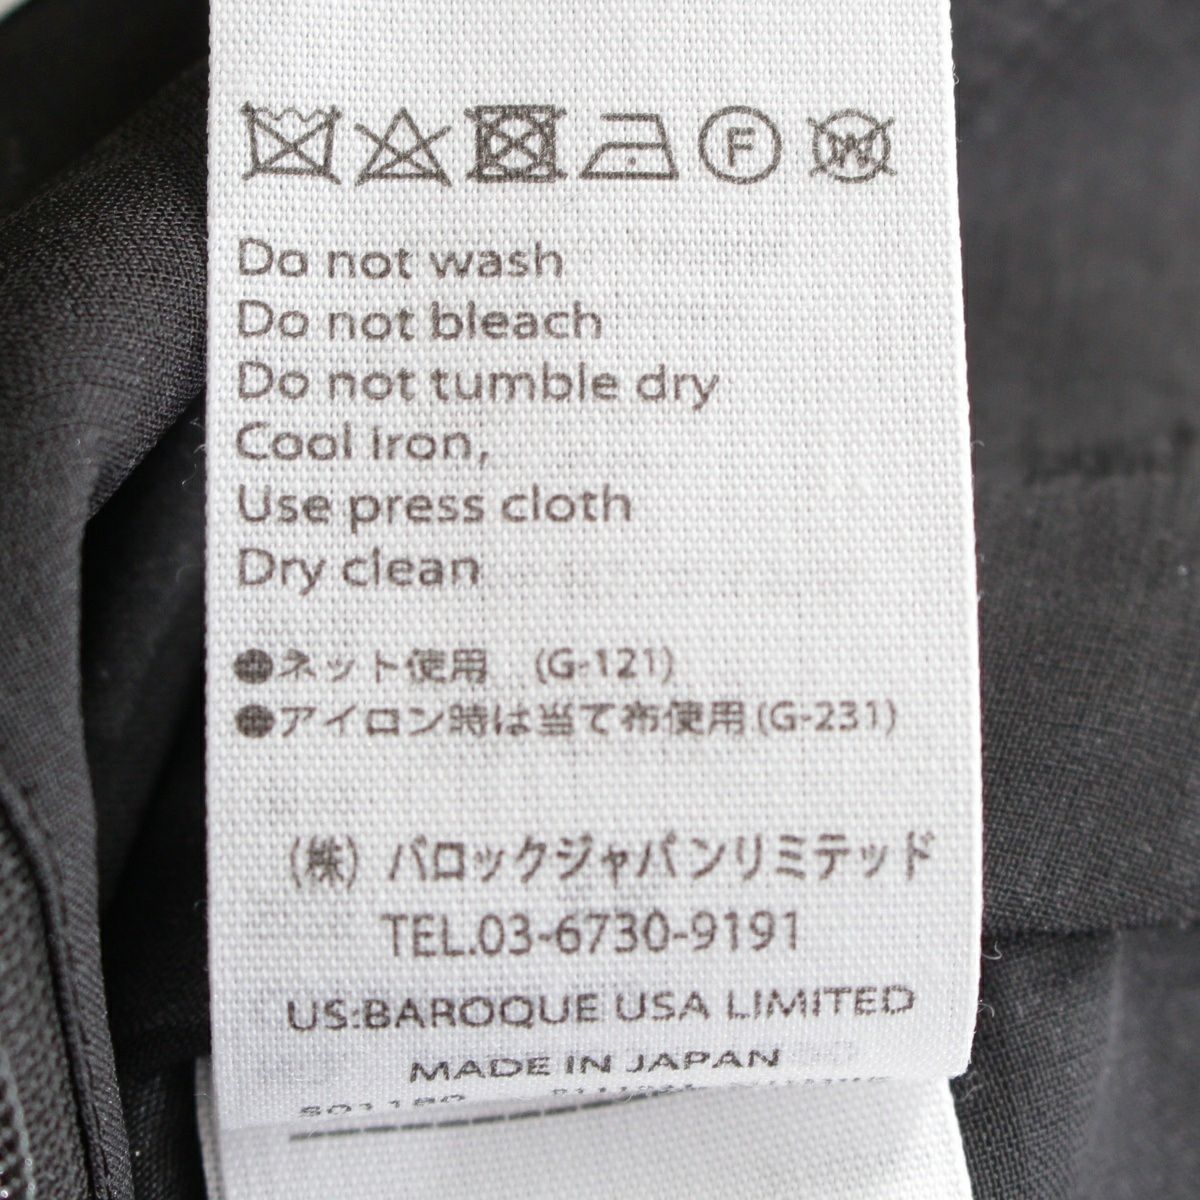 F W
Do not wash
Do not bleach
Do not tumble dry
Cool iron,
Use press cloth
Dry clean
●ネット使用 (G-121)
●アイロン時は当て布使用(G-231)
(株) バロックジャパンリミテッド
TEL.03-6730-9191
US:BAROQUE USA LIMITED
MADE IN JAPAN